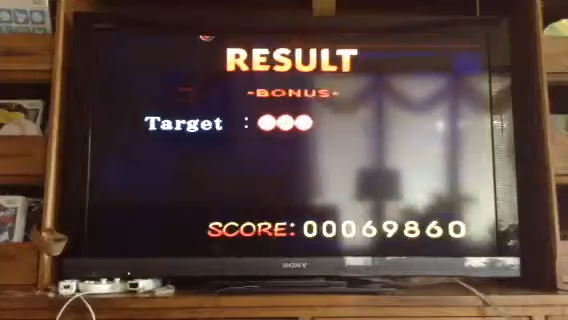 RESULT
-BONUS-
Target :
SCORE: 00069860
SONY